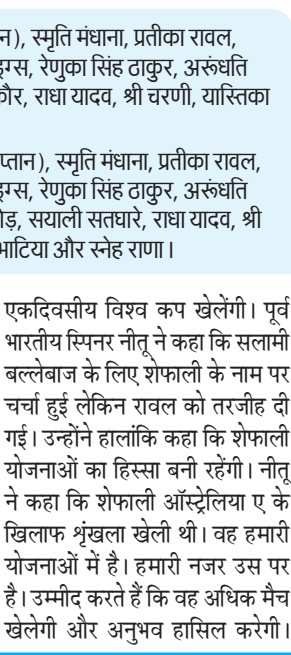 न), स्मृति मंधाना, प्रतीका रावल,
ग्स, रेणुका सिंह ठाकुर, अरुंधति
कौर, राधा यादव, श्री चरणी, यास्तिका
प्तान), स्मृति मंधाना, प्रतीका रावल,
ग्स, रेणुका सिंह ठाकुर, अरुंधति
ड़, सयाली सतघारे, राधा यादव, श्री
भाटिया और स्नेह राणा।
एकदिवसीय विश्व कप खेलेंगी। पूर्व
भारतीय स्पिनर नीतू ने कहा कि सलामी
बल्लेबाज के लिए शेफाली के नाम पर
चर्चा हुई लेकिन रावल को तरजीह दी
गई। उन्होंने हालांकि कहा कि शेफाली
योजनाओं का हिस्सा बनी रहेंगी। नीतू
ने कहा कि शेफाली ऑस्ट्रेलिया ए के
खिलाफ शृंखला खेली थी। वह हमारी
योजनाओं में है। हमारी नजर उस पर
है। उम्मीद करते हैं कि वह अधिक मैच
खेलेगी और अनुभव हासिल करेगी।